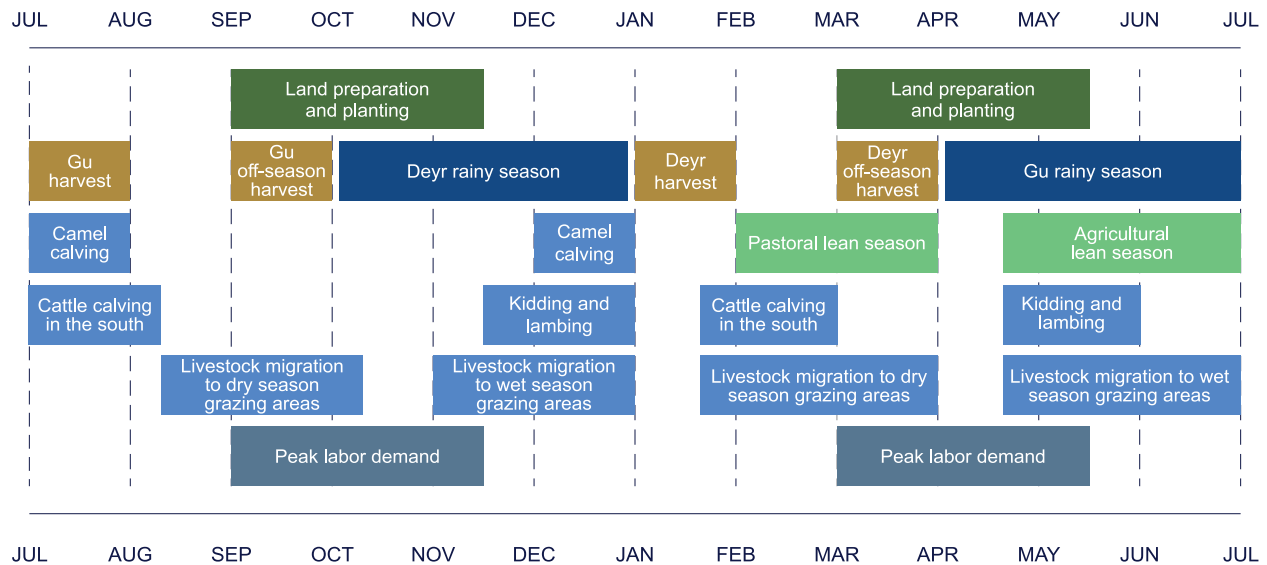 JUL AUG SEP OCT NOV DEC JAN FEB MAR APR MAY JUN JUL
Land preparation
and planting
Land preparation
and planting
Gu
harvest
Gu
off-season
harvest
Deyr rainy season
Deyr
harvest
Deyr
off-season
harvest
Gu rainy season
Camel
calving
Camel
calving
Pastoral lean season
Agricultural
lean season
Cattle calving
in the south
Kidding and
lambing
Cattle calving
in the south
Kidding and
lambing
Livestock migration
to dry season
grazing areas
Livestock migration
to wet season
grazing areas
Livestock migration to dry
season grazing areas
Livestock migration to wet
season grazing areas
Peak labor demand
Peak labor demand
JUL AUG SEP OCT NOV DEC JAN FEB MAR APR MAY JUN JUL